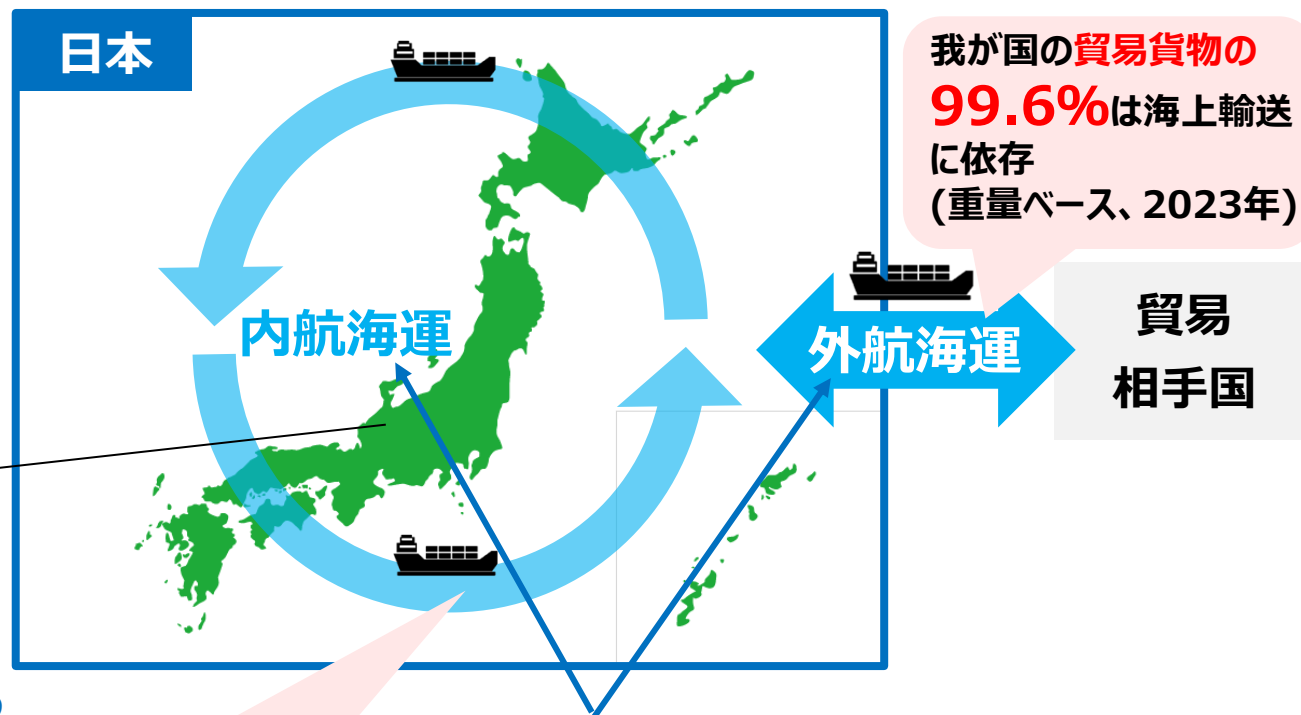 日本
我が国の貿易貨物の
99.6%は海上輸送
に依存
(重量ベース、2023年)
内航海運
外航海運
貿易
相手国